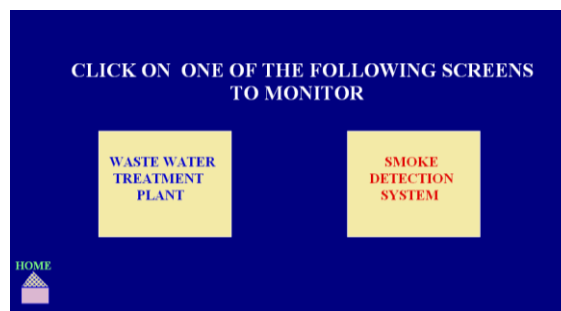 CLICK ON ONE OF THE FOLLOWING SCREENS
TO MONITOR
WASTE WATER
TREATMENT
PLANT
SMOKE
DETECTION
SYSTEM
HOME